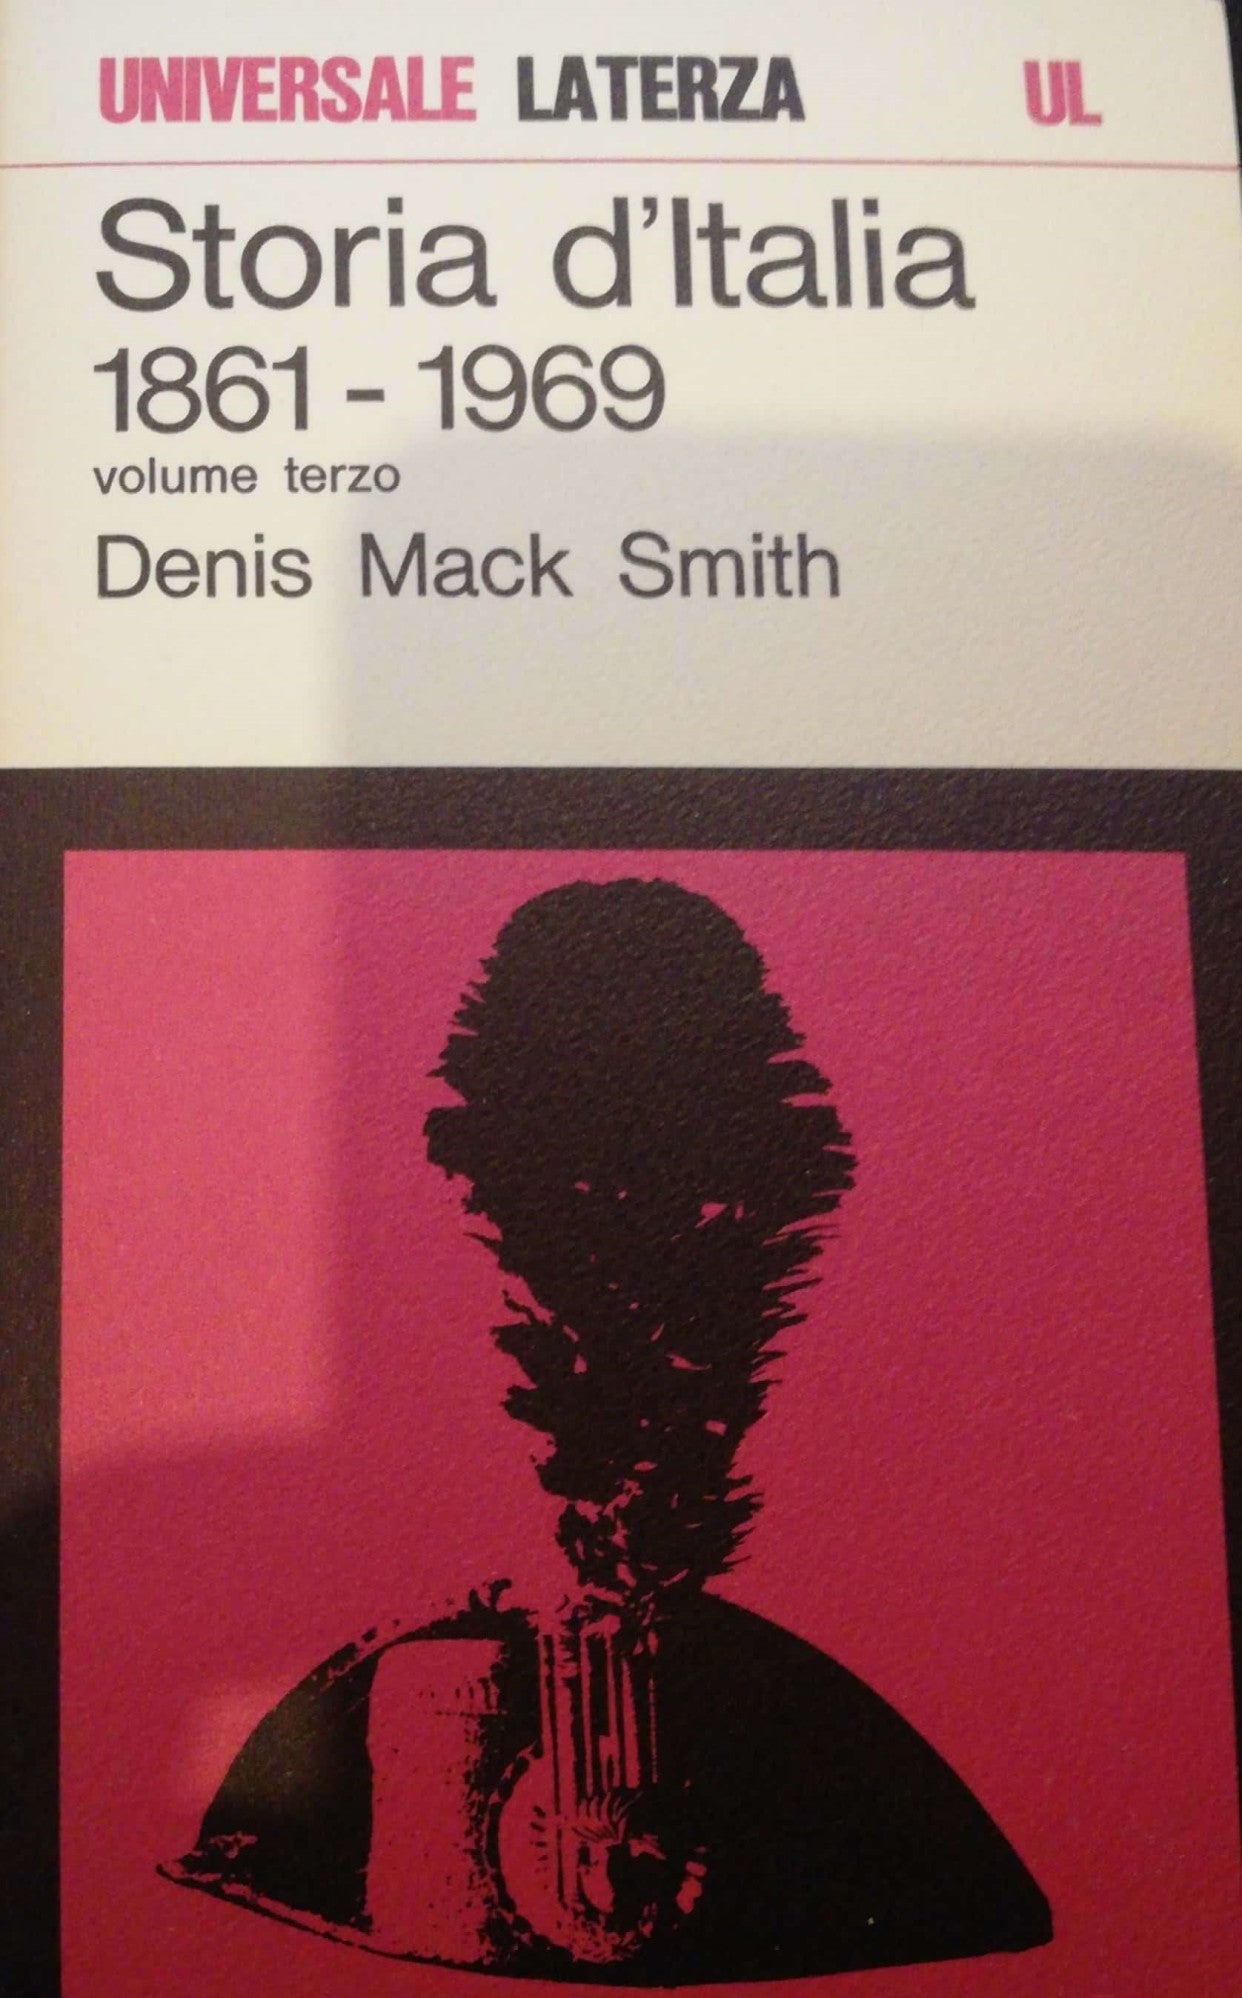 UNIVERSALE LATERZA UL
Storia d'Italia
1861 - 1969
volume terzo
Denis Mack Smith